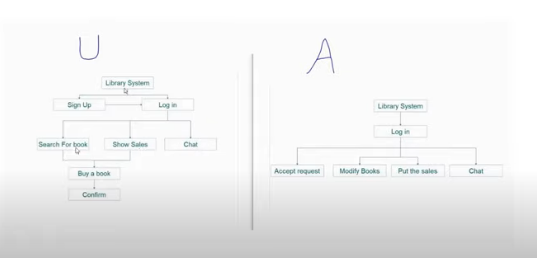 U
Library System
Sign Up
Log in
Search For book
Show Sales
Chat
Buy a book
Confirm
A
Library System
Log in
Accept request
Modify Books
Put the sales
Chat